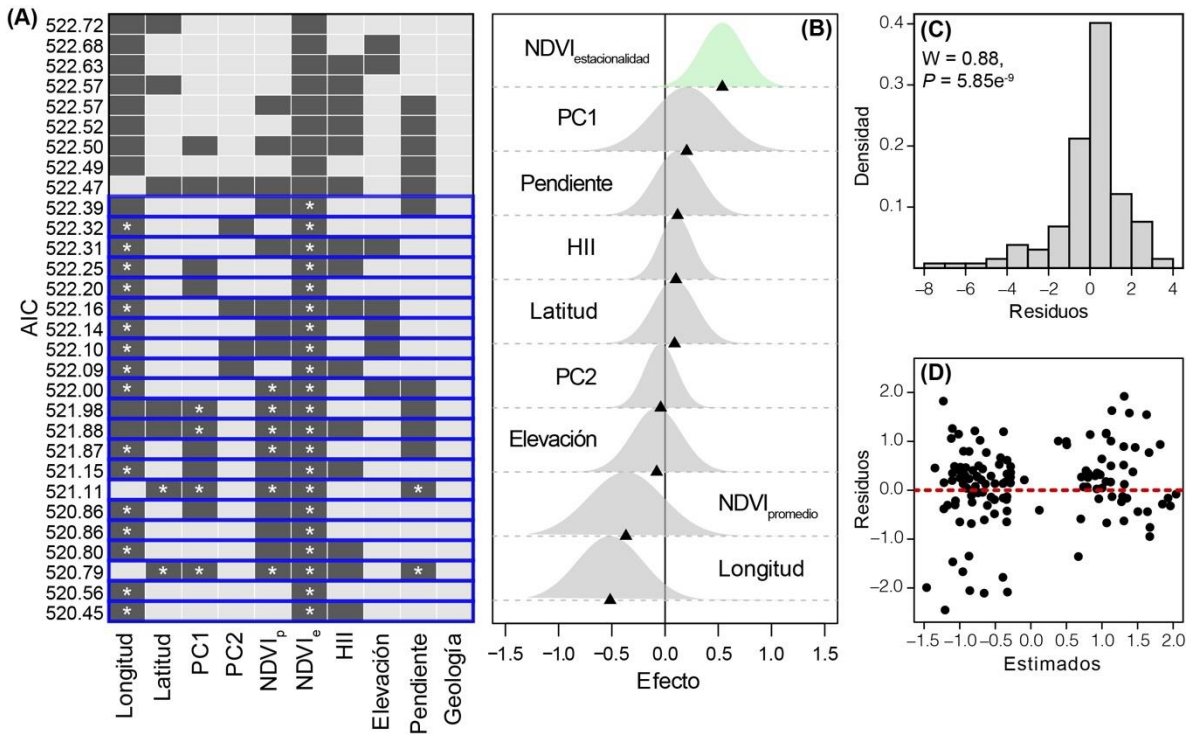 (A)
522.72
522.68
522.63
522.57
522.57
522.52
522.50
522.49
522.47
522.39
522.32
522.31
522.25
522.20
522.16
522.14
522.10
522.09
522.00
521.98
521.88
521.87
521.15
521.11
520.86
520.86
520.80
520.79
520.56
520.45
AIC
Longitud
Latitud
PC1
PC2
NDVIp
NDVIe
HII
Elevación
Pendiente
Geología
(B)
NDVIestacionalidad
PC1
Pendiente
HII
Latitud
PC2
Elevación
NDVIpromedio
Longitud
-1.5 -0.5 0.0 0.5 1.0 1.5
Efecto
(C)
W = 0.88,
P = 5.85e-9
Densidad
0.4
0.3
0.2
0.1
-8 -6 -4 -2 0 2 4
Residuos
(D)
Residuos
2.0
1.0
0.0
-1.0
-2.0
-1.5 -1.0 -0.5 0.0 0.5 1.0 1.5 2.0
Estimados